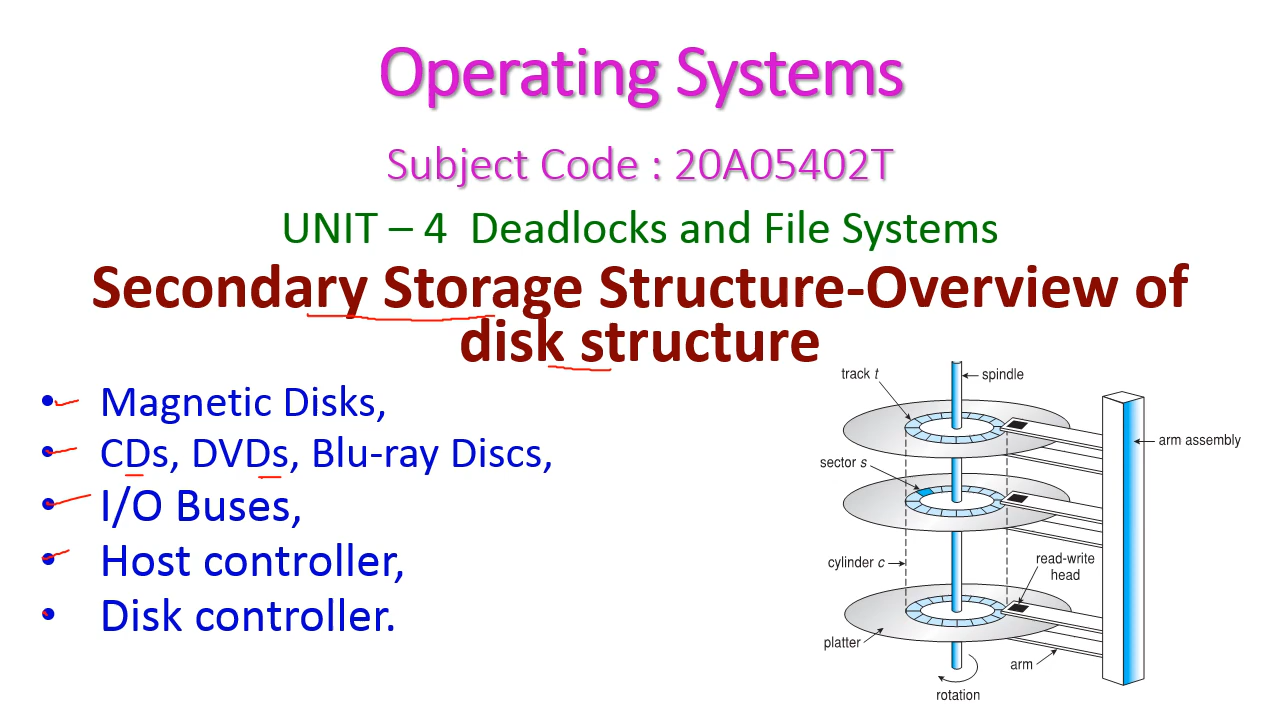 Operating Systems
Subject Code : 20A05402T
UNIT – 4 Deadlocks and File Systems
Secondary Storage Structure-Overview of
disk structure
• Magnetic Disks,
• CDs, DVDs, Blu-ray Discs,
• I/O Buses,
• Host controller,
• Disk controller.
track t
spindle
arm assembly
sector s
cylinder c
read-write
head
platter
arm
rotation